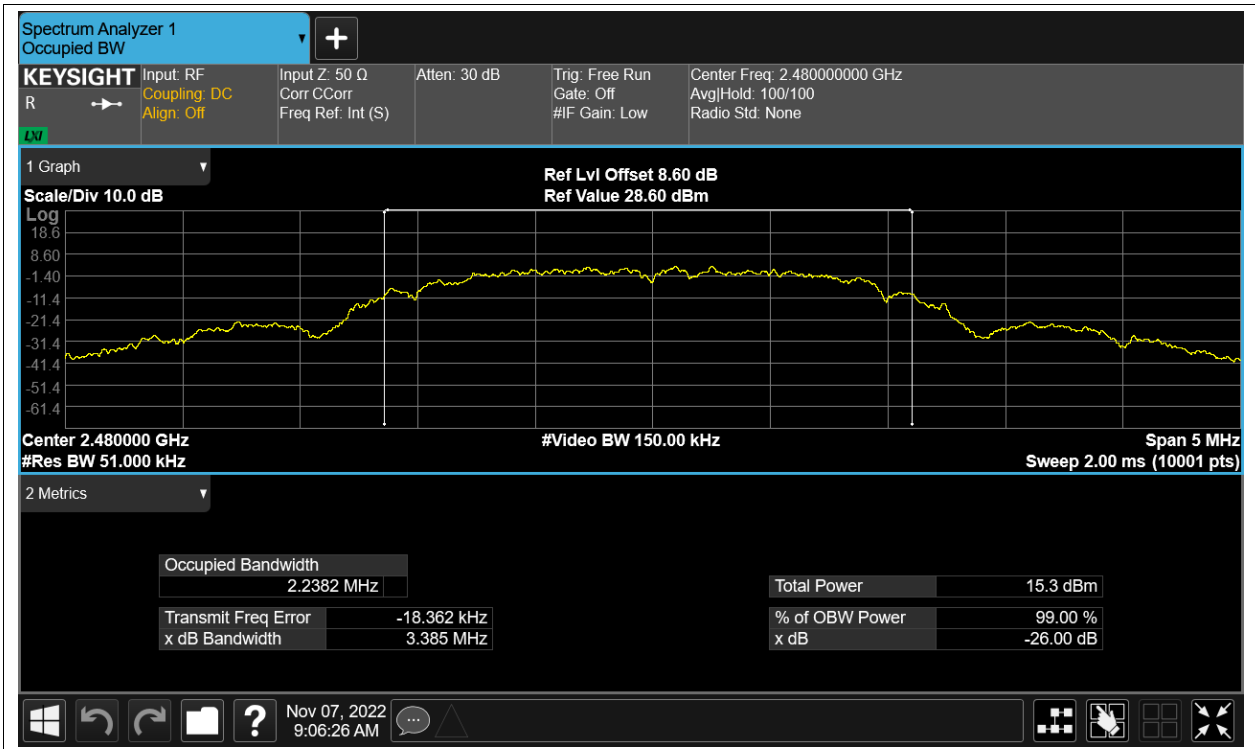 Spectrum Analyzer 1
Occupied BW
KEYSIGHT
R
LXI
Input: RF
Coupling: DC
Align: Off
Input Z: 50 Ω
Corr CCorr
Freq Ref: Int (S)
Atten: 30 dB
Trig: Free Run
Gate: Off
#IF Gain: Low
Center Freq: 2.480000000 GHz
Avg|Hold: 100/100
Radio Std: None
1 Graph
Scale/Div 10.0 dB
Ref Lvl Offset 8.60 dB
Ref Value 28.60 dBm
Log
18.6
8.60
-1.40
-11.4
-21.4
-31.4
-41.4
-51.4
-61.4
Center 2.480000 GHz
#Video BW 150.00 kHz
Span 5 MHz
#Res BW 51.000 kHz
Sweep 2.00 ms (10001 pts)
2 Metrics
Occupied Bandwidth
2.2382 MHz
Total Power 15.3 dBm
Transmit Freq Error -18.362 kHz
% of OBW Power 99.00 %
x dB Bandwidth 3.385 MHz
x dB -26.00 dB
?
Nov 07, 2022
9:06:26 AM